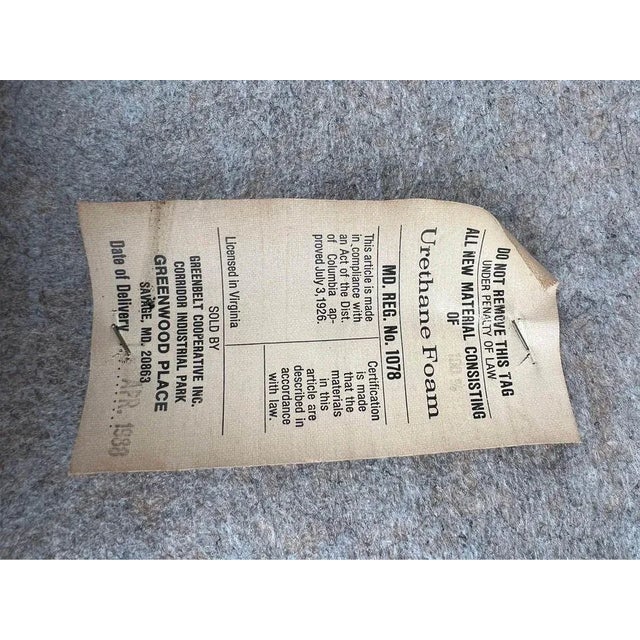 DO NOT REMOVE THIS TAG
UNDER PENALTY OF LAW
ALL NEW MATERIAL CONSISTING
OF
100%
Urethane Foam
MD. REG. No. 1078
This article is made
in compliance with
an Act of the Dist.
of Columbia ap-
proved July 3, 1926.
Licensed in Virginia
Certification
is made
that the
materials
in this
article are
described in
accordance
with law.
SOLD BY
GREENBELT COOPERATIVE INC.
CORRIDOR INDUSTRIAL PARK
GREENWOOD PLACE
SAVAGE, MD. 20863
Date of Delivery APR. 1988